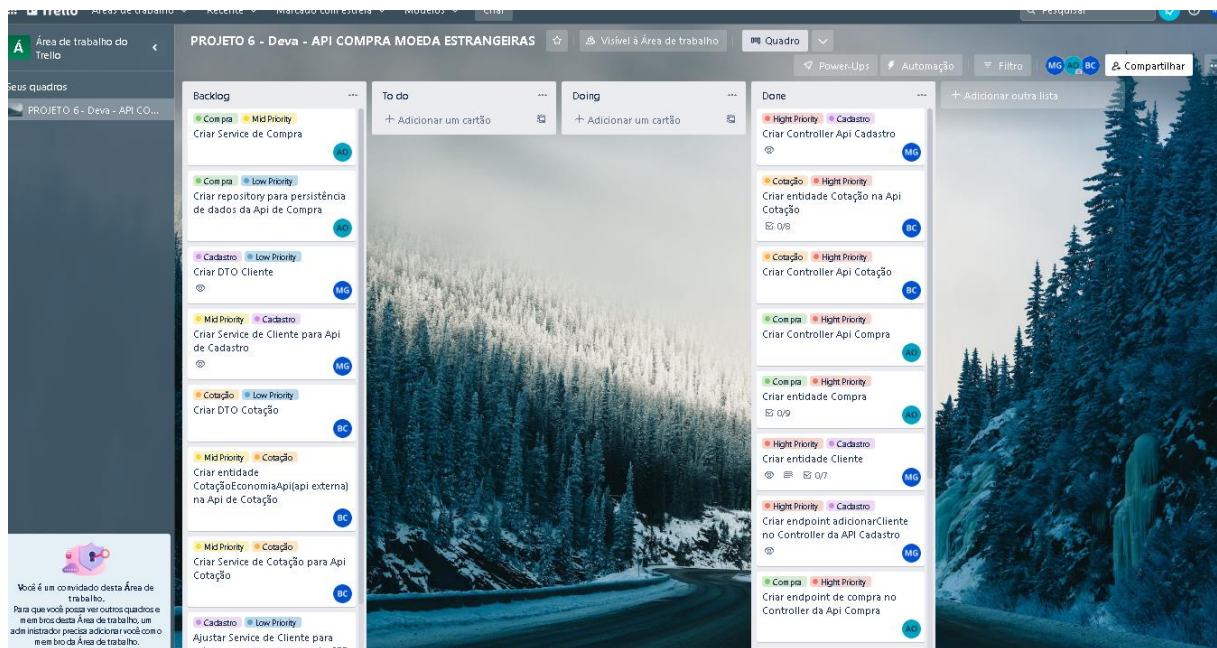 Trello Áreas de trabalho Recente Marcado com estrela Modelos Criar Pesquisar
Á Área de trabalho do
Trello
PROJETO 6 - Deva - API COMPRA MOEDA ESTRANGEIRAS Visível à Área de trabalho Quadro
Power-Ups Automação Filtro MG AO BC Compartilhar
Seus quadros
PROJETO 6 - Deva - API CO...
Backlog ...
Compra Mid Priority
Criar Service de Compra
AO
Compra Low Priority
Criar repository para persistência
de dados da Api de Compra
AO
Cadastro Low Priority
Criar DTO Cliente
MG
Mid Priority Cadastro
Criar Service de Cliente para Api
de Cadastro
MG
Cotação Low Priority
Criar DTO Cotação
BC
Mid Priority Cotação
Criar entidade
CotaçãoEconomiaApi(api externa)
na Api de Cotação
BC
Mid Priority Cotação
Criar Service de Cotação para Api
Cotação
BC
Cadastro Low Priority
Ajustar Service de Cliente para
To do ...
+ Adicionar um cartão
Doing ...
+ Adicionar um cartão
Done ...
Hight Priority Cadastro
Criar Controller Api Cadastro
MG
Cotação Hight Priority
Criar entidade Cotação na Api
Cotação
0/8
BC
Cotação Hight Priority
Criar Controller Api Cotação
BC
Compra Hight Priority
Criar Controller Api Compra
AO
Compra Hight Priority
Criar entidade Compra
0/9
AO
Hight Priority Cadastro
Criar entidade Cliente
0/7
MG
Hight Priority Cadastro
Criar endpoint adicionarCliente
no Controller da API Cadastro
MG
Compra Hight Priority
Criar endpoint de compra no
Controller da Api Compra
AO
+ Adicionar outra lista
Você é um convidado desta Área de
trabalho.
Para que você possa ver outros quadros e
membros desta Área de trabalho, um
administrador precisa adicionar você como
membro da Área de trabalho.